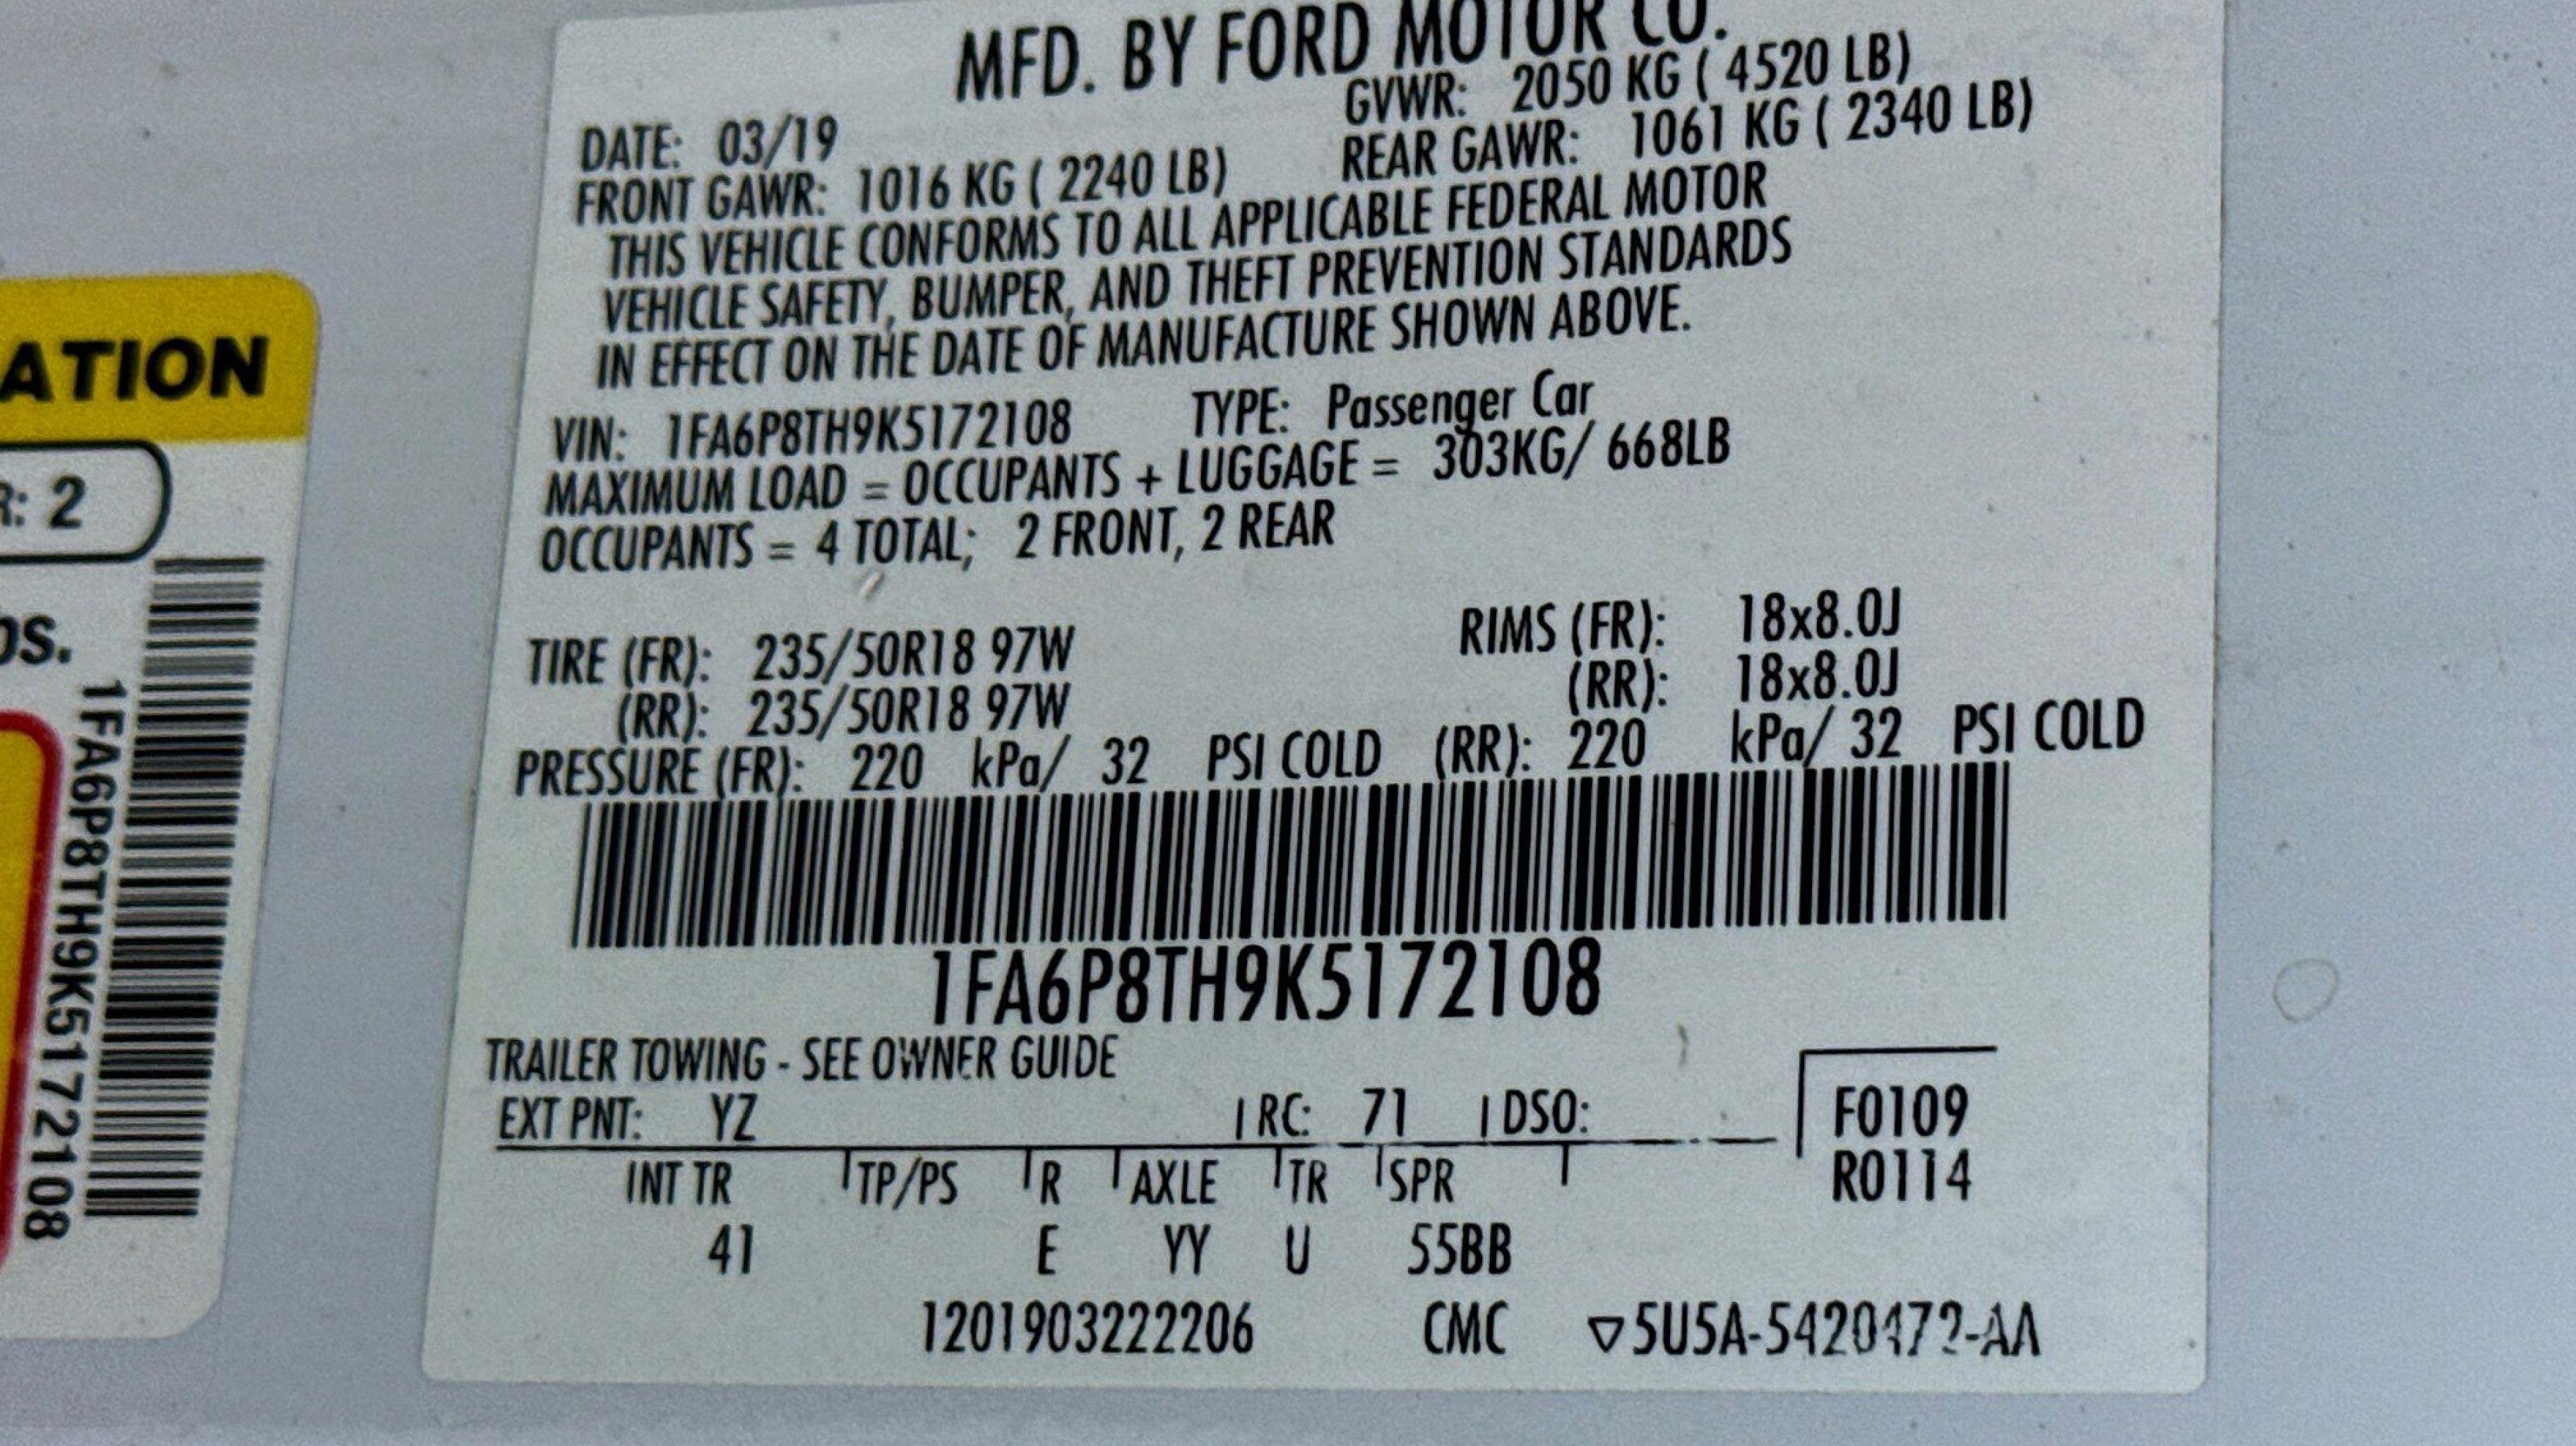 MFD. BY FORD MOTOR CO.
DATE: 03/19 GVWR: 2050 KG ( 4520 LB)
FRONT GAWR: 1016 KG ( 2240 LB) REAR GAWR: 1061 KG ( 2340 LB)
THIS VEHICLE CONFORMS TO ALL APPLICABLE FEDERAL MOTOR
VEHICLE SAFETY, BUMPER, AND THEFT PREVENTION STANDARDS
IN EFFECT ON THE DATE OF MANUFACTURE SHOWN ABOVE.
VIN: 1FA6P8TH9K5172108 TYPE: Passenger Car
MAXIMUM LOAD = OCCUPANTS + LUGGAGE = 303KG/ 668LB
OCCUPANTS = 4 TOTAL; 2 FRONT, 2 REAR
TIRE (FR): 235/50R18 97W RIMS (FR): 18x8.0J
(RR): 235/50R18 97W (RR): 18x8.0J
PRESSURE (FR): 220 kPa/ 32 PSI COLD (RR): 220 kPa/ 32 PSI COLD
1FA6P8TH9K5172108
TRAILER TOWING - SEE OWNER GUIDE
EXT PNT: YZ RC: 71 DSO: F0109
INT TR TP/PS R AXLE TR SPR R0114
41 E YY U 55BB
1201903222206 CMC ▽5U5A-5420472-AA
ATION
R: 2
DS.
1FA6P8TH9K5172108